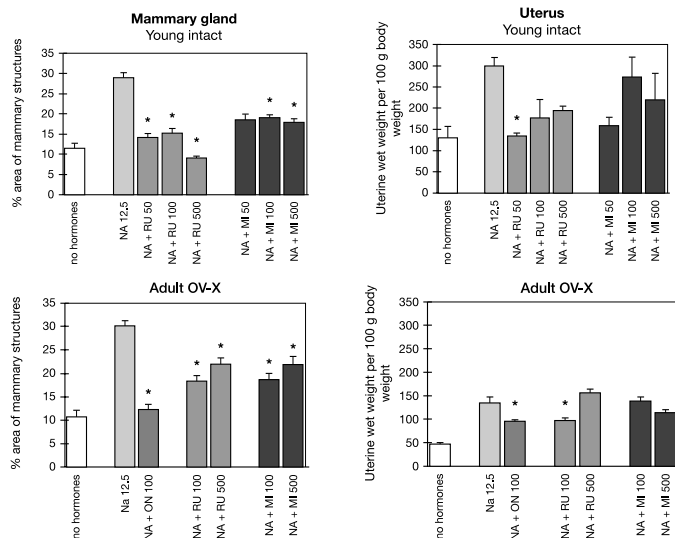 Mammary gland
Young intact
% area of mammary structures
35
30
25
20
15
10
5
0
*
*
*
*
*
no hormones
NA 12.5
NA + RU 50
NA + RU 100
NA + RU 500
NA + MI 50
NA + MI 100
NA + MI 500
Uterus
Young intact
Uterine wet weight per 100 g body
weight
350
300
250
200
150
100
50
0
*
no hormones
NA 12.5
NA + RU 50
NA + RU 100
NA + RU 500
NA + MI 50
NA + MI 100
NA + MI 500
Adult OV-X
% area of mammary structures
35
30
25
20
15
10
5
0
*
*
*
*
*
no hormones
Na 12.5
NA + ON 100
NA + RU 100
NA + RU 500
NA + MI 100
NA + MI 500
Adult OV-X
Uterine wet weight per 100 g body
weight
350
300
250
200
150
100
50
0
*
*
no hormones
Na 12.5
NA + ON 100
NA + RU 100
NA + RU 500
NA + MI 100
NA + MI 500